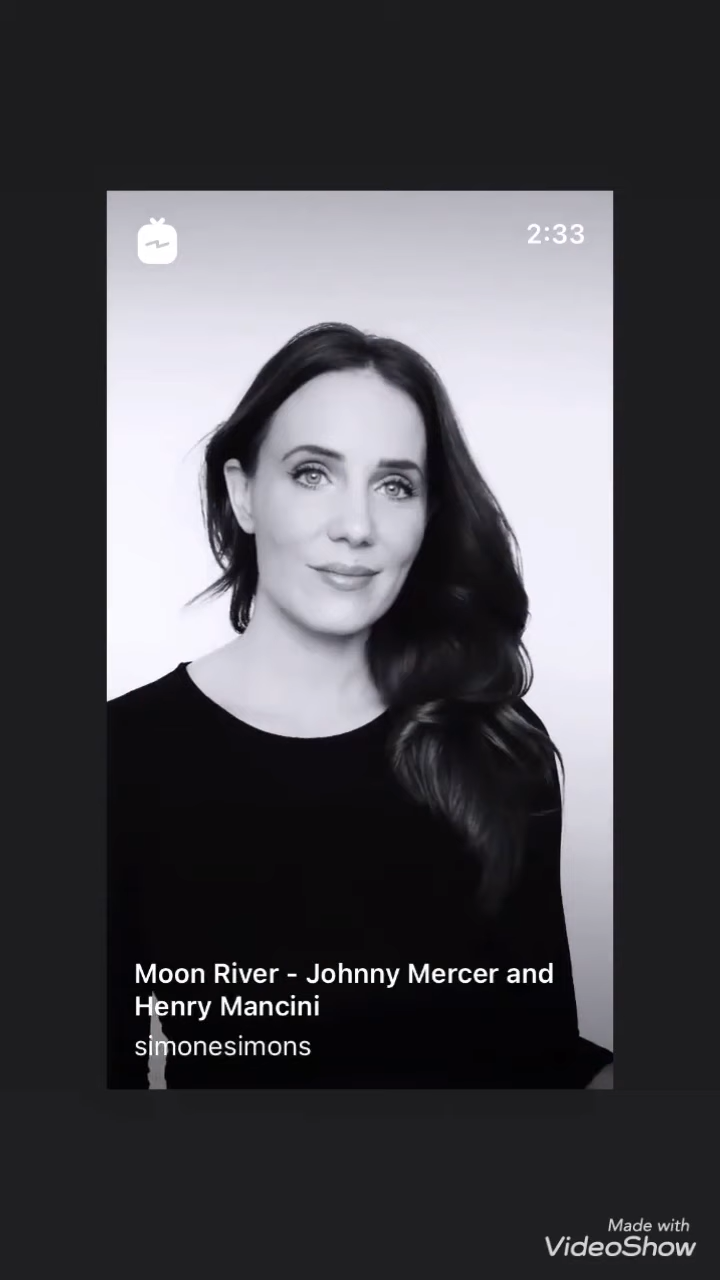 2:33
Moon River - Johnny Mercer and
Henry Mancini
simonesimons
Made with
VideoShow